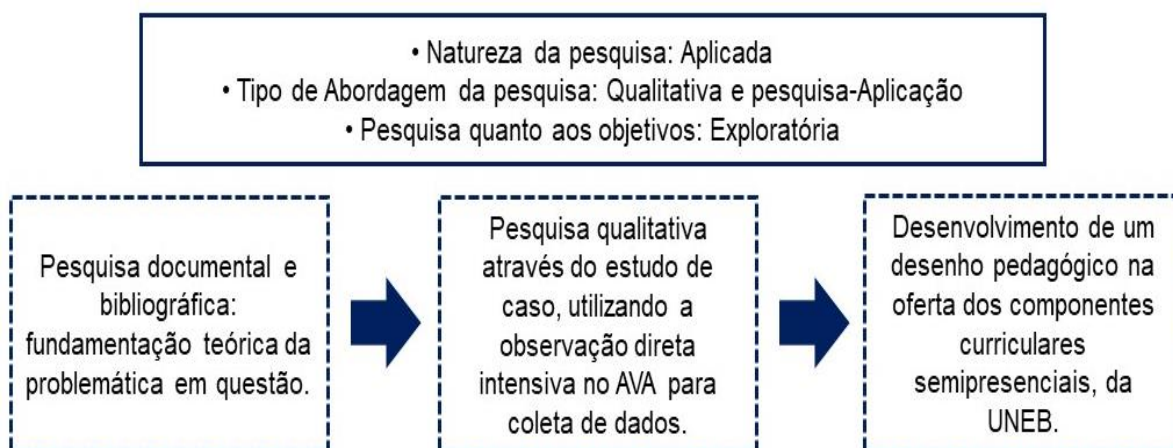 • Natureza da pesquisa: Aplicada
• Tipo de Abordagem da pesquisa: Qualitativa e pesquisa-Aplicação
• Pesquisa quanto aos objetivos: Exploratória
Pesquisa documental e
bibliográfica:
fundamentação teórica da
problemática em questão.
Pesquisa qualitativa
através do estudo de
caso, utilizando a
observação direta
intensiva no AVA para
coleta de dados.
Desenvolvimento de um
desenho pedagógico na
oferta dos componentes
curriculares
semipresenciais, da
UNEB.